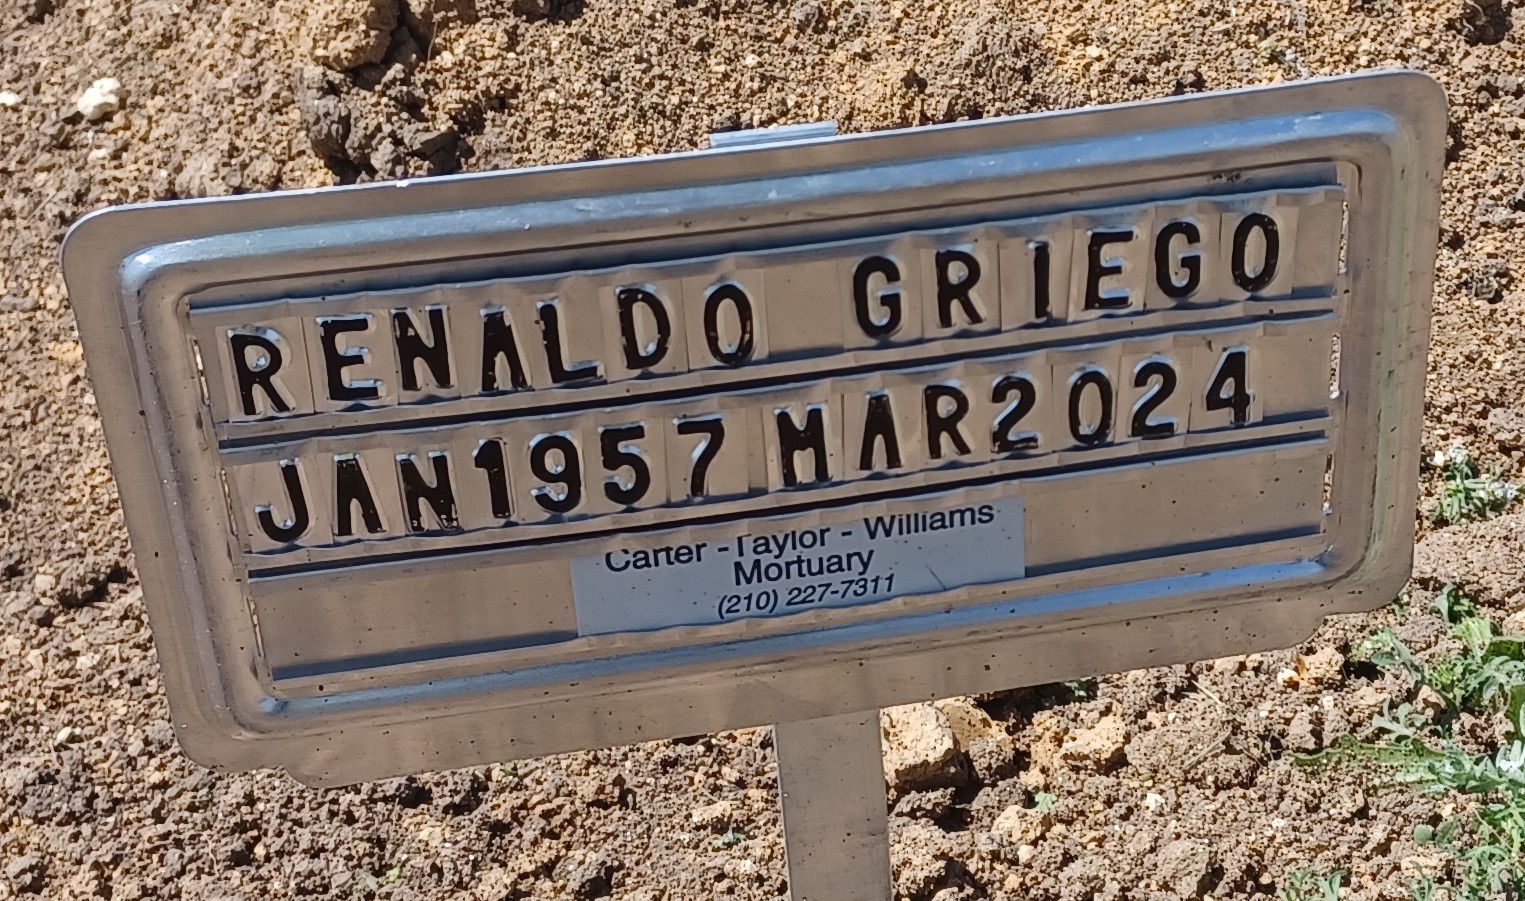 RENALDO GRIEGO
JAN1957 MAR2024
Carter - Taylor - Williams
Mortuary
(210) 227-7311